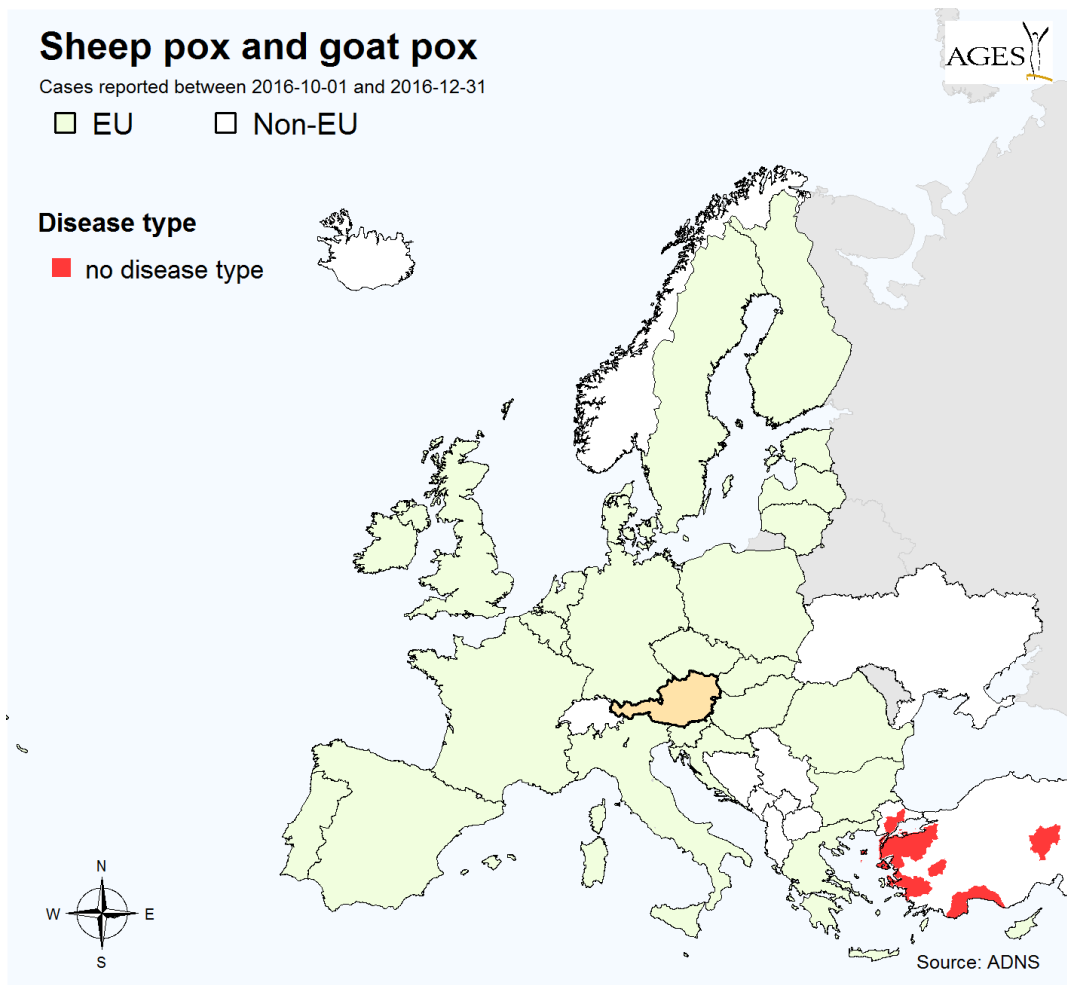 Sheep pox and goat pox
Cases reported between 2016-10-01 and 2016-12-31
EU Non-EU
AGES
Disease type
no disease type
N
W E
S
Source: ADNS